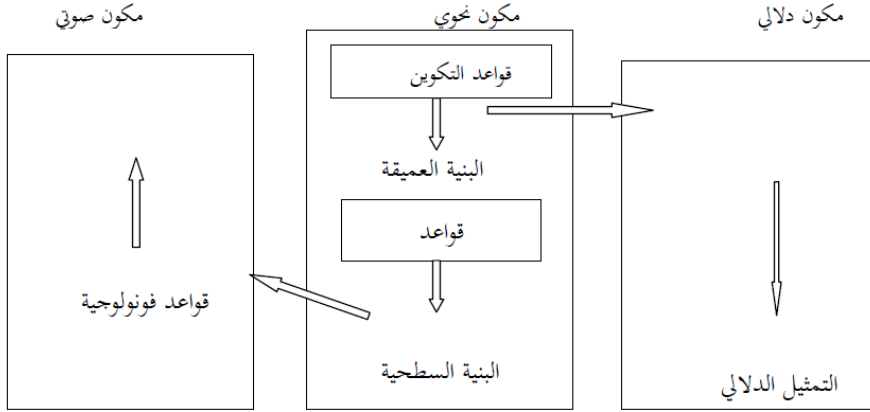 مكون دلالي
مكون نحوي
مكون صوتي
قواعد التكوين
البنية العميقة
قواعد
قواعد فونولوجية
البنية السطحية
التمثيل الدلالي